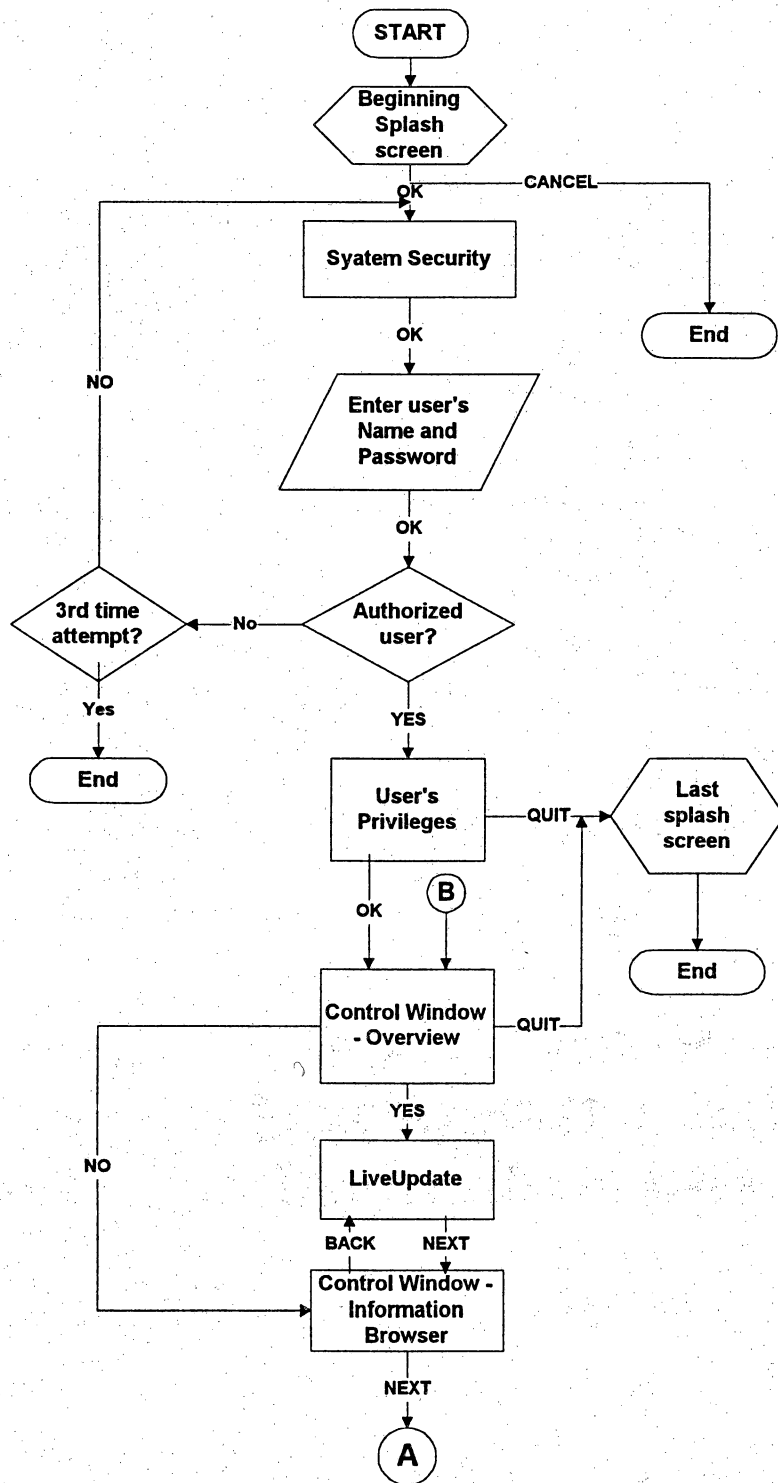 START
Beginning
Splash
screen
OK
CANCEL
Syatem Security
End
OK
NO
Enter user's
Name and
Password
OK
3rd time
attempt?
No
Authorized
user?
Yes
YES
End
User's
Privileges
QUIT
Last
splash
screen
OK
B
End
Control Window
- Overview
QUIT
YES
NO
LiveUpdate
BACK
NEXT
Control Window -
Information
Browser
NEXT
A